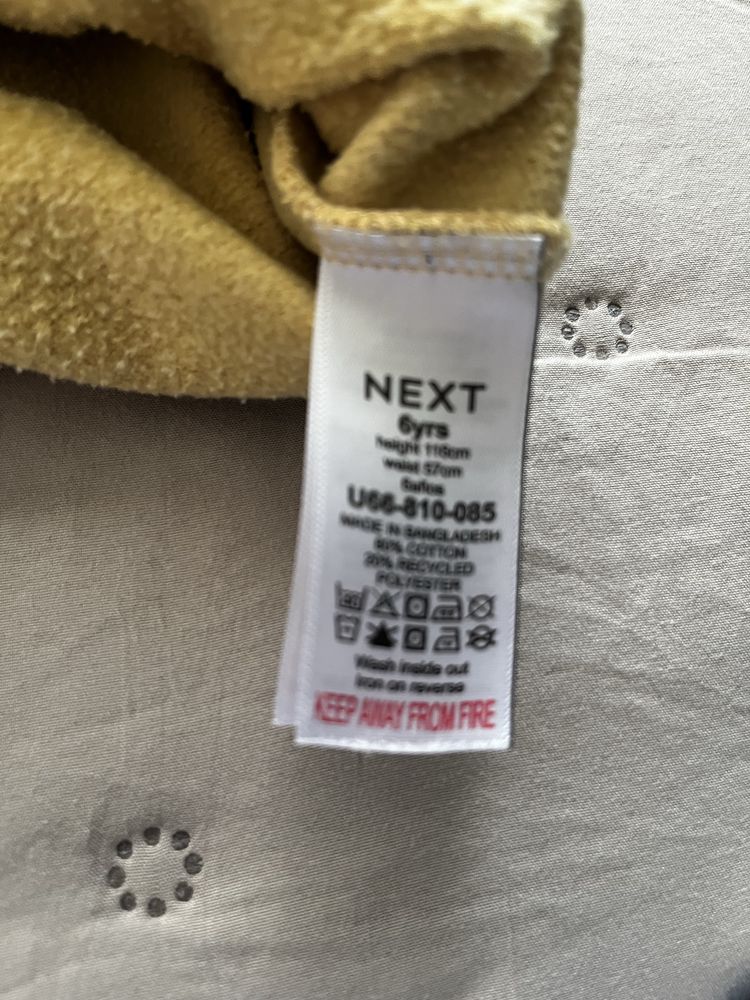 NEXT
6yrs
height 116cm
waist 57cm
6años
U66-810-085
MADE IN BANGLADESH
80% COTTON
20% RECYCLED
POLYESTER
Wash inside out
Iron on reverse
KEEP AWAY FROM FIRE